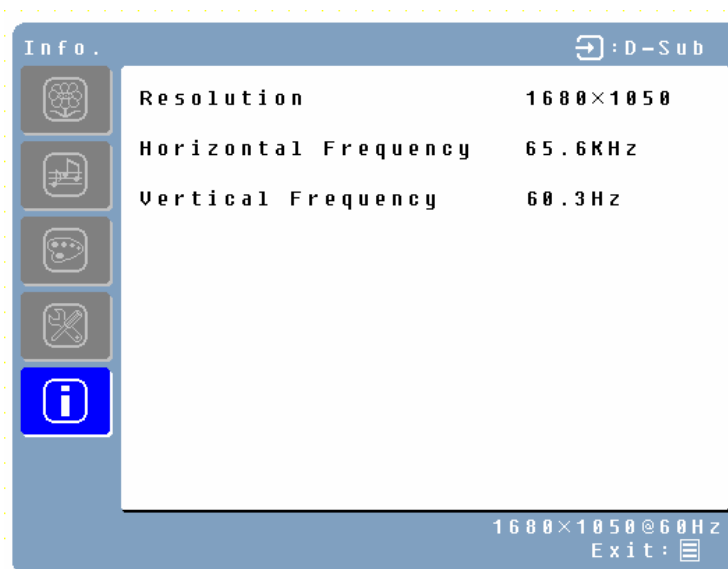 Info.
:D-Sub
Resolution 1680×1050
Horizontal Frequency 65.6KHz
Vertical Frequency 60.3Hz
1680×1050@60Hz
Exit: